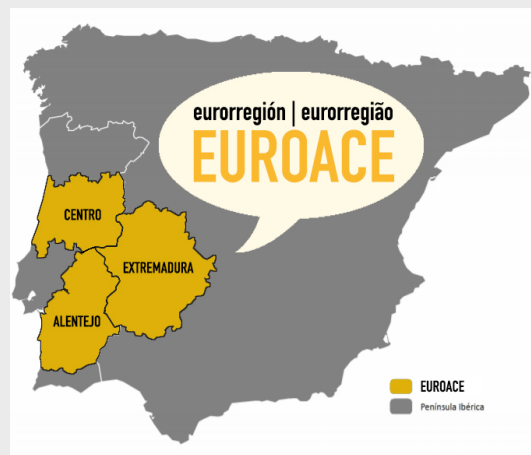 eurorregión | eurorregião
EUROACE
CENTRO
EXTREMADURA
ALENTEJO
EUROACE
Península Ibérica